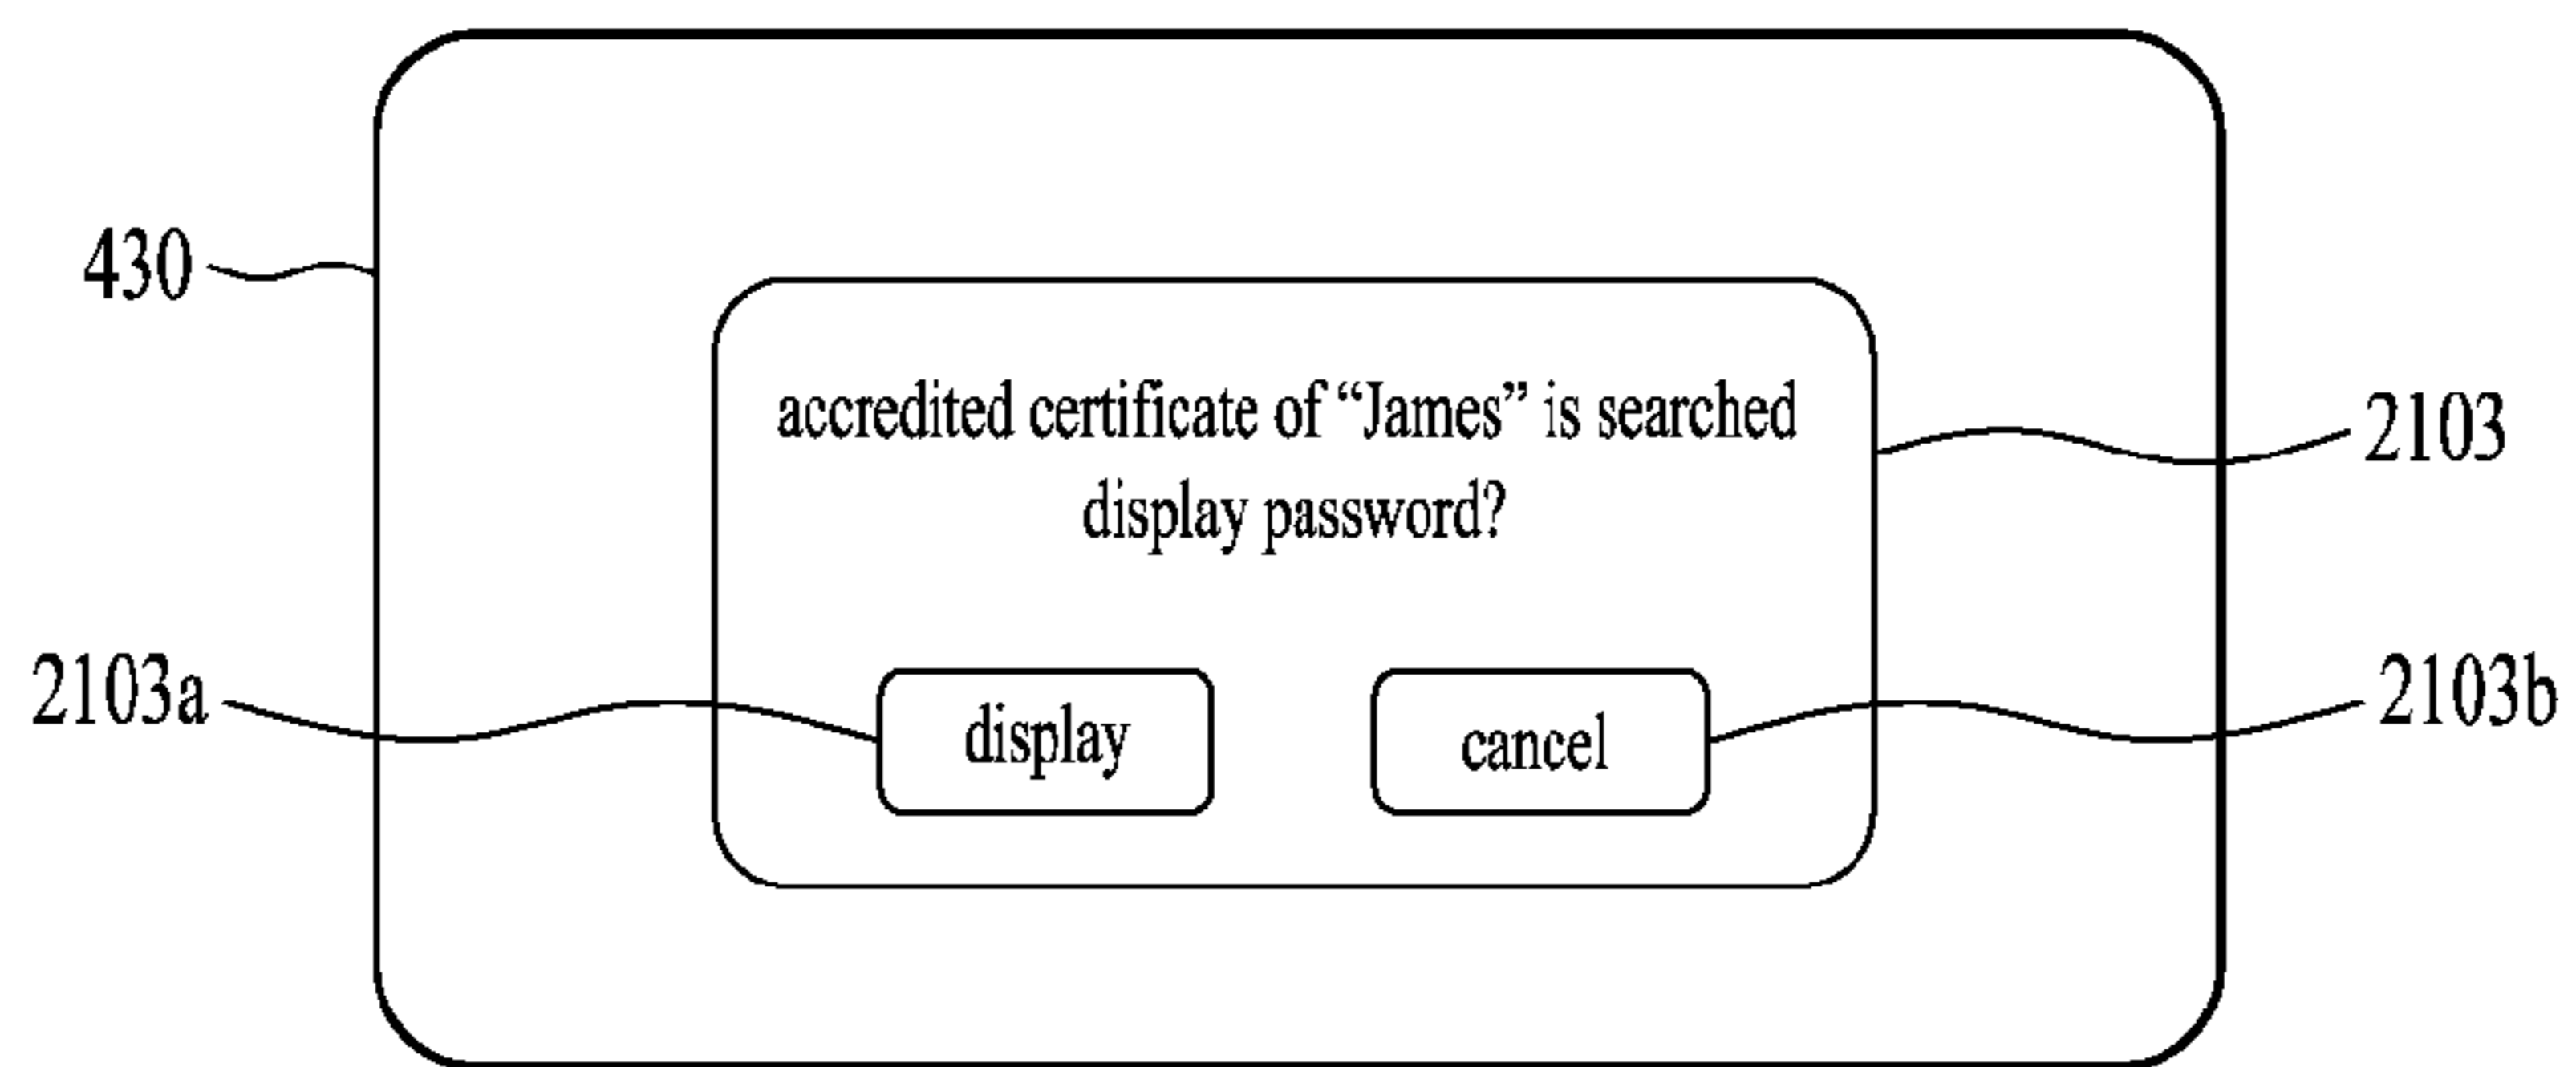 430
accredited certificate of “James” is searched
display password?
2103
2103a
display
cancel
2103b